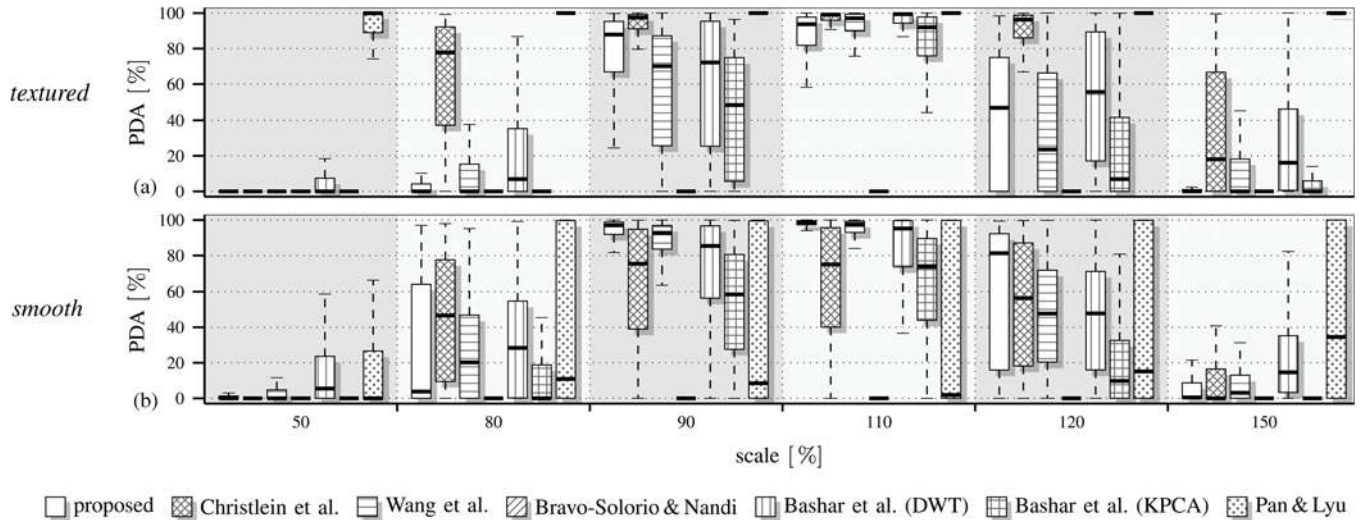 textured
PDA [%]
100
80
60
40
20
0
(a)
smooth
PDA [%]
100
80
60
40
20
0
(b)
50 80 90 110 120 150
scale [%]
proposed Christlein et al. Wang et al. Bravo-Solorio & Nandi Bashar et al. (DWT) Bashar et al. (KPCA) Pan & Lyu